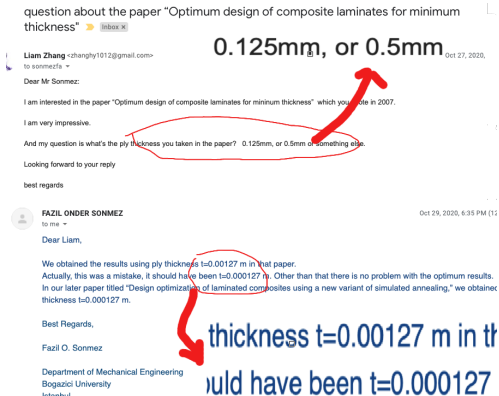 question about the paper “Optimum design of composite laminates for minimum
thickness” Inbox ×
0.125mm, or 0.5mm
Liam Zhang <zhanghy1012@gmail.com> Oct 27, 2020,
to sonmezfa
Dear Mr Sonmez:
I am interested in the paper “Optimum design of composite laminates for mininum thickness” which you ote in 2007.
I am very impressive.
And my question is what's the ply thickness you taken in the paper? 0.125mm, or 0.5mm or something else.
Looking forward to your reply
best regards
FAZIL ONDER SONMEZ Oct 29, 2020, 6:35 PM (12
to me
Dear Liam,
We obtained the results using ply thickness t=0.00127 m in that paper.
Actually, this was a mistake, it should have been t=0.000127 m. Other than that there is no problem with the optimum results.
In our later paper titled “Design optimization of laminated composites using a new variant of simulated annealing,” we obtained
thickness t=0.000127 m.
Best Regards,
thickness t=0.00127 m in th
Fazil O. Sonmez
Department of Mechanical Engineering
ould have been t=0.000127
Bogazici University
Istanbul